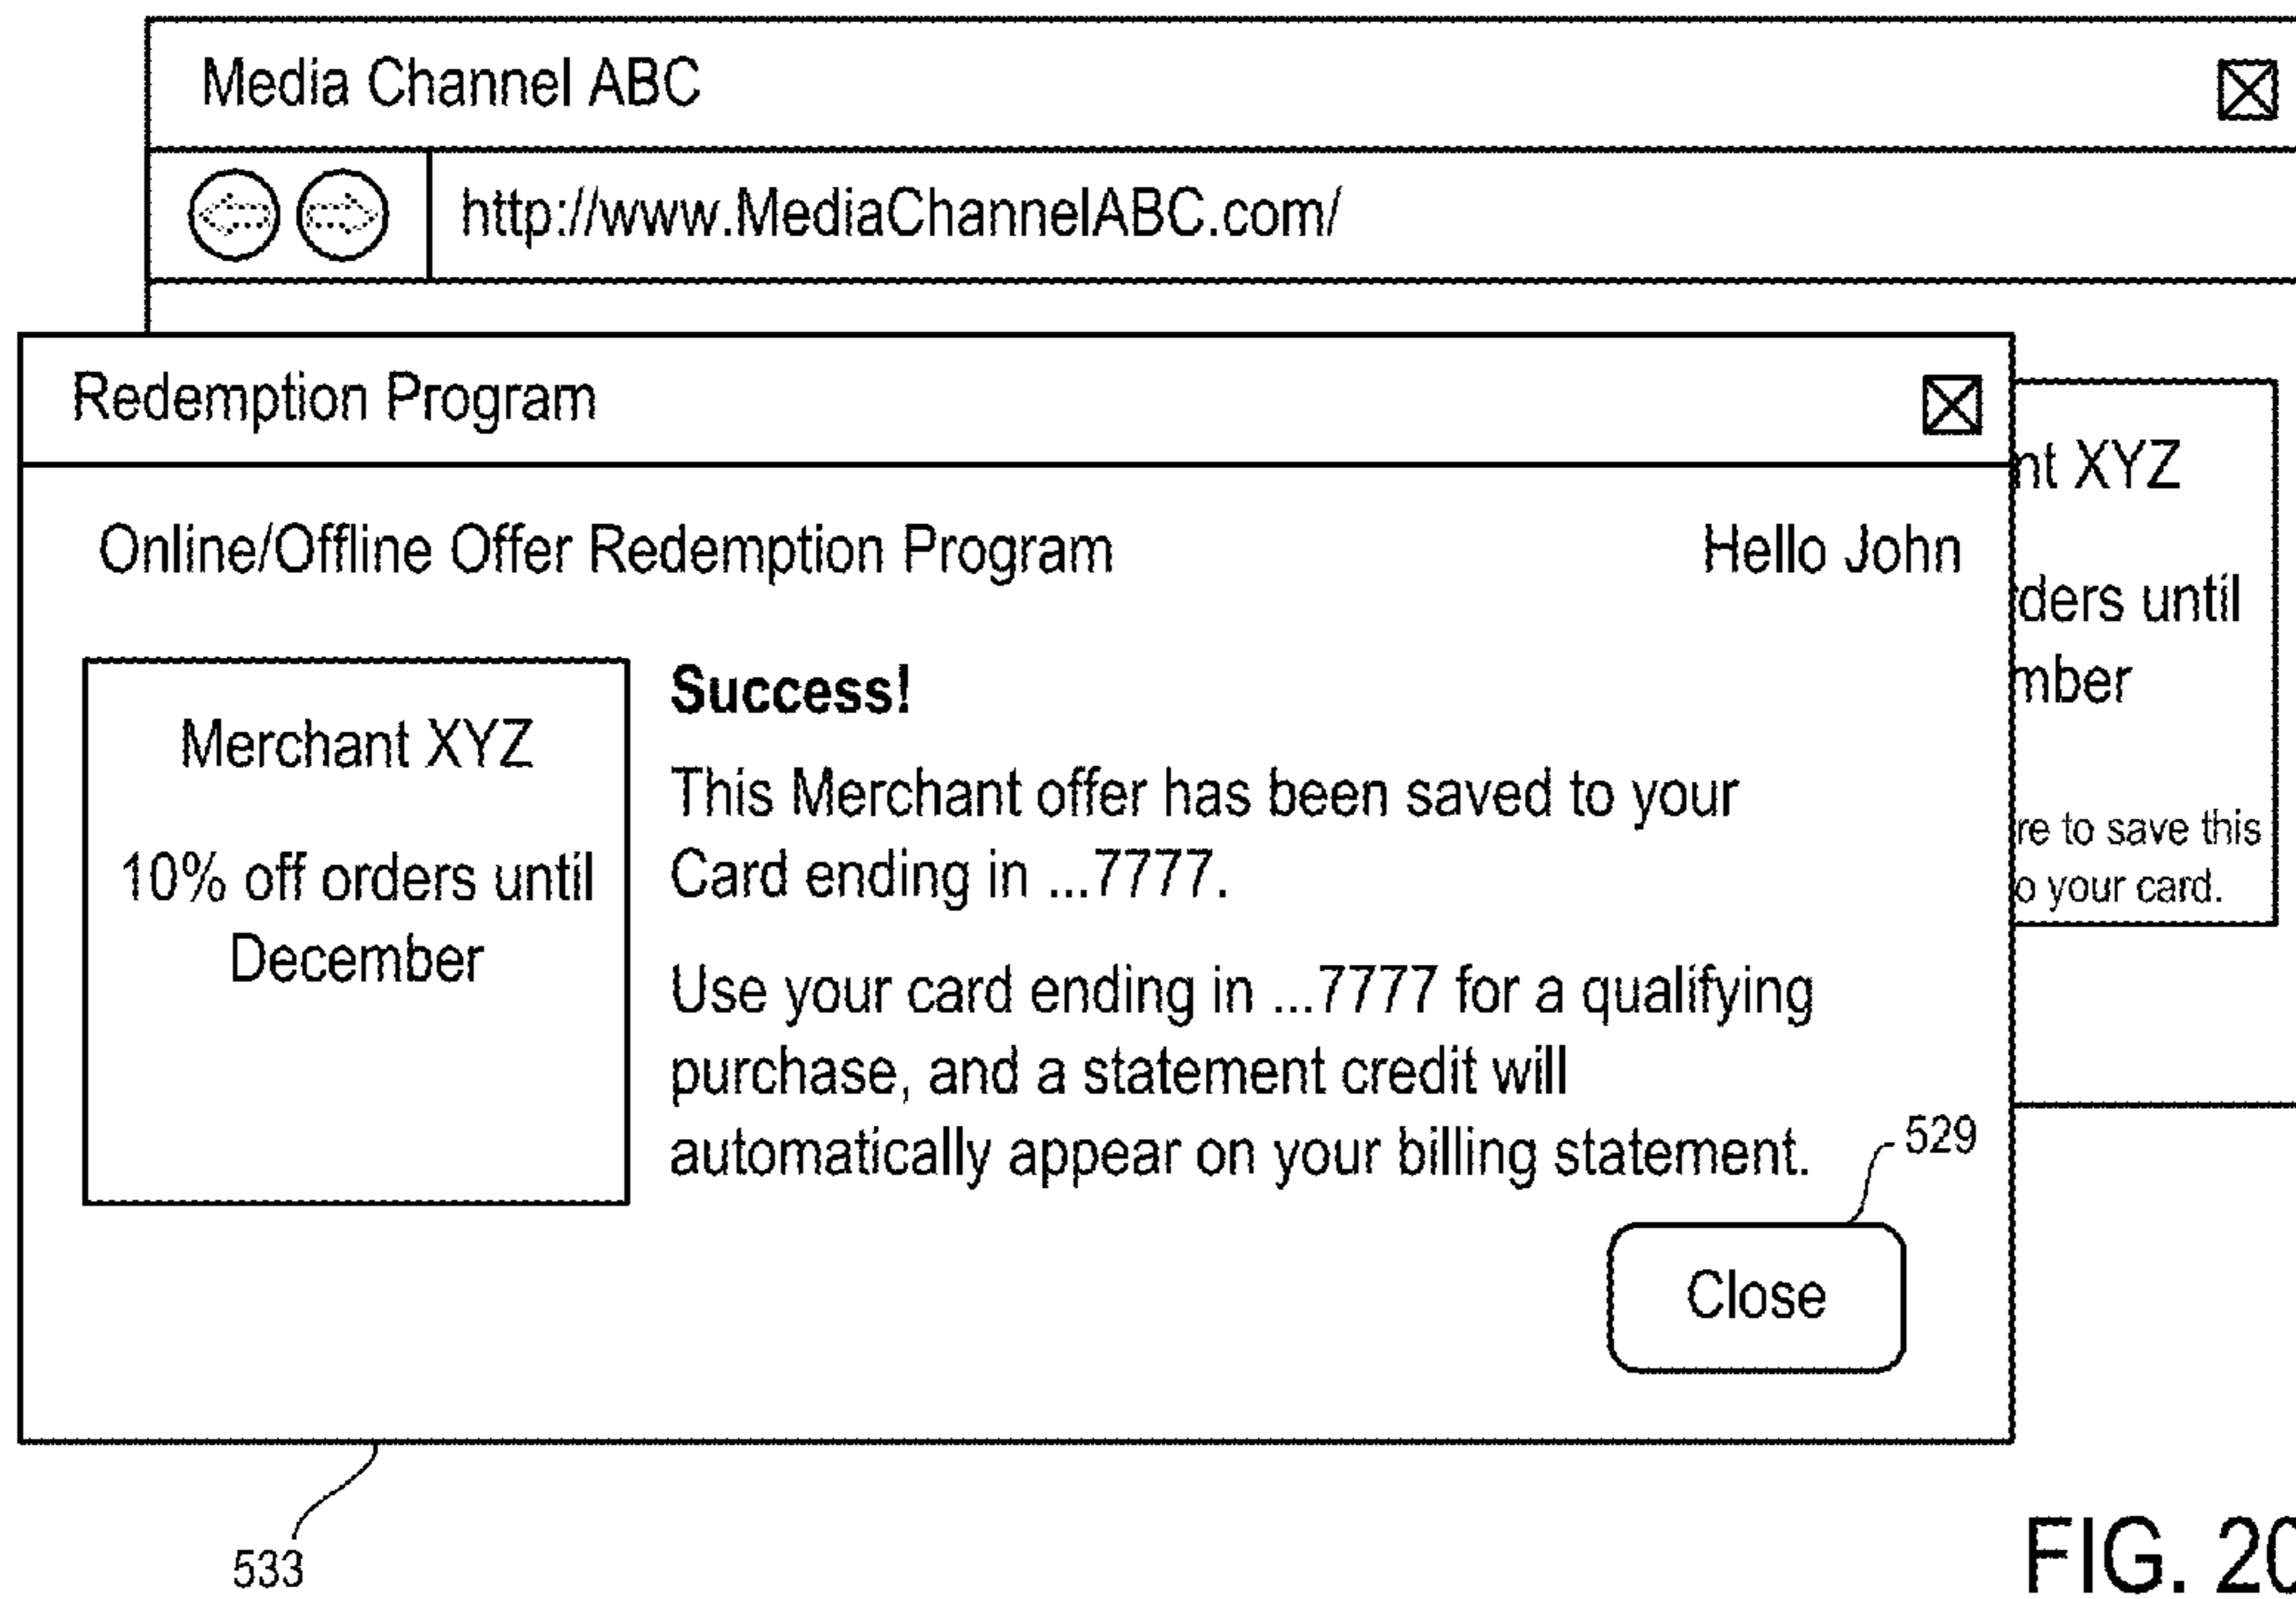 Media Channel ABC
http://www.MediaChannelABC.com/
Redemption Program
Online/Offline Offer Redemption Program
Hello John
Merchant XYZ
10% off orders until
December
Success!
This Merchant offer has been saved to your
Card ending in ...7777.
Use your card ending in ...7777 for a qualifying
purchase, and a statement credit will
automatically appear on your billing statement.
529
Close
nt XYZ
ders until
mber
re to save this
o your card.
533
FIG. 20